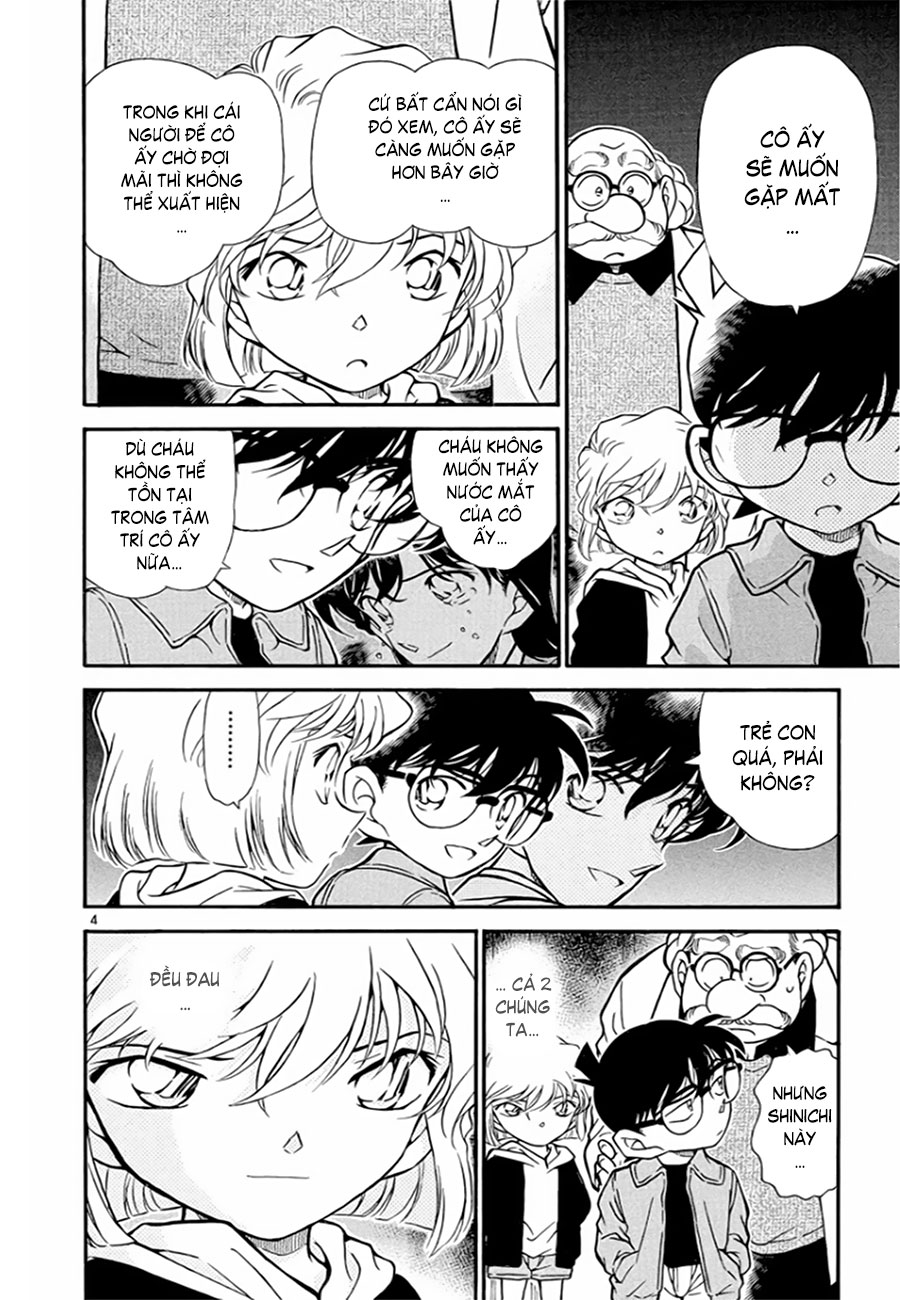 CÔ ẤY
SẼ MUỐN
GẶP MẤT
...
CỨ BẤT CẨN NÓI GÌ
ĐÓ XEM, CÔ ẤY SẼ
CÀNG MUỐN GẶP
HƠN BÂY GIỜ
...
TRONG KHI CÁI
NGƯỜI ĐỂ CÔ
ẤY CHỜ ĐỢI
MÃI THÌ KHÔNG
THỂ XUẤT HIỆN
...
CHÁU KHÔNG
MUỐN THẤY
NƯỚC MẮT
CỦA CÔ
ẤY...
DÙ CHÁU
KHÔNG THỂ
TỒN TẠI
TRONG TÂM
TRÍ CÔ ẤY
NỮA...
TRẺ CON
QUÁ, PHẢI
KHÔNG?
.........
4
NHƯNG
SHINICHI
NÀY
...
... CẢ 2
CHÚNG
TA...
ĐỀU ĐAU
...